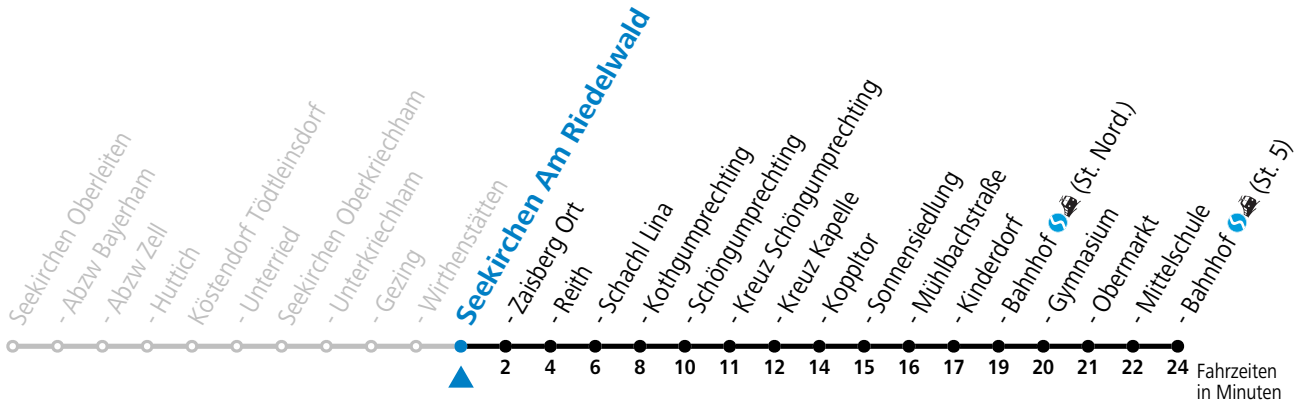 Seekirchen Oberleiten
- Abzw Bayerham
- Abzw Zell
- Huttich
Köstendorf Tödtleinsdorf
- Unterried
Seekirchen Oberkriechham
- Unterkriechham
- Gezing
- Wirthenstätten
Seekirchen Am Riedelwald
- Zaisberg Ort
- Reith
- Schachl Lina
- Kothgumprechting
- Schöngumprechting
- Kreuz Schöngumprechting
- Kreuz Kapelle
- Koppltor
- Sonnensiedlung
- Mühlbachstraße
- Kinderdorf
- Bahnhof (St. Nord.)
- Gymnasium
- Obermarkt
- Mittelschule
- Bahnhof (St. 5)
2 4 6 8 10 11 12 14 15 16 17 19 20 21 22 24
Fahrzeiten
in Minuten